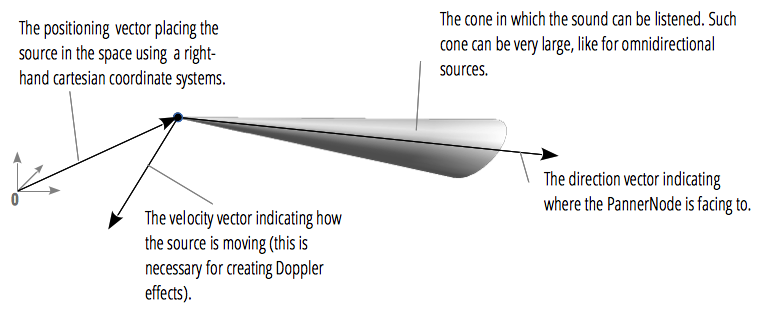 The positioning vector placing the
source in the space using a right-
hand cartesian coordinate systems.
The cone in which the sound can be listened. Such
cone can be very large, like for omnidirectional
sources.
0
The velocity vector indicating how
the source is moving (this is
necessary for creating Doppler
effects).
The direction vector indicating
where the PannerNode is facing to.